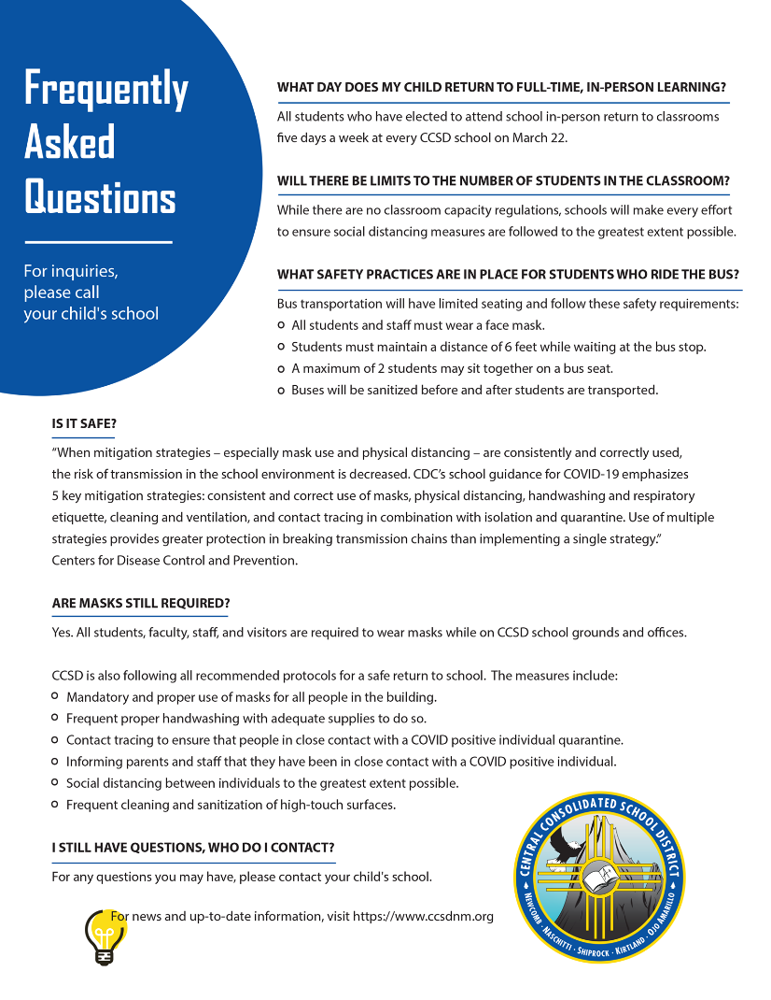 Frequently
Asked
Questions
For inquiries,
please call
your child's school
WHAT DAY DOES MY CHILD RETURN TO FULL-TIME, IN-PERSON LEARNING?
All students who have elected to attend school in-person return to classrooms
five days a week at every CCSD school on March 22.
WILL THERE BE LIMITS TO THE NUMBER OF STUDENTS IN THE CLASSROOM?
While there are no classroom capacity regulations, schools will make every effort
to ensure social distancing measures are followed to the greatest extent possible.
WHAT SAFETY PRACTICES ARE IN PLACE FOR STUDENTS WHO RIDE THE BUS?
Bus transportation will have limited seating and follow these safety requirements:
All students and staff must wear a face mask.
Students must maintain a distance of 6 feet while waiting at the bus stop.
A maximum of 2 students may sit together on a bus seat.
Buses will be sanitized before and after students are transported.
IS IT SAFE?
“When mitigation strategies – especially mask use and physical distancing – are consistently and correctly used,
the risk of transmission in the school environment is decreased. CDC’s school guidance for COVID-19 emphasizes
5 key mitigation strategies: consistent and correct use of masks, physical distancing, handwashing and respiratory
etiquette, cleaning and ventilation, and contact tracing in combination with isolation and quarantine. Use of multiple
strategies provides greater protection in breaking transmission chains than implementing a single strategy.”
Centers for Disease Control and Prevention.
ARE MASKS STILL REQUIRED?
Yes. All students, faculty, staff, and visitors are required to wear masks while on CCSD school grounds and offices.
CCSD is also following all recommended protocols for a safe return to school. The measures include:
Mandatory and proper use of masks for all people in the building.
Frequent proper handwashing with adequate supplies to do so.
Contact tracing to ensure that people in close contact with a COVID positive individual quarantine.
Informing parents and staff that they have been in close contact with a COVID positive individual.
Social distancing between individuals to the greatest extent possible.
Frequent cleaning and sanitization of high-touch surfaces.
I STILL HAVE QUESTIONS, WHO DO I CONTACT?
For any questions you may have, please contact your child's school.
For news and up-to-date information, visit https://www.ccsdnm.org
CENTRAL CONSOLIDATED SCHOOL DISTRICT
NEWCOMB · NASCHITTI · SHIPROCK · KIRTLAND · OJO AMARILLO